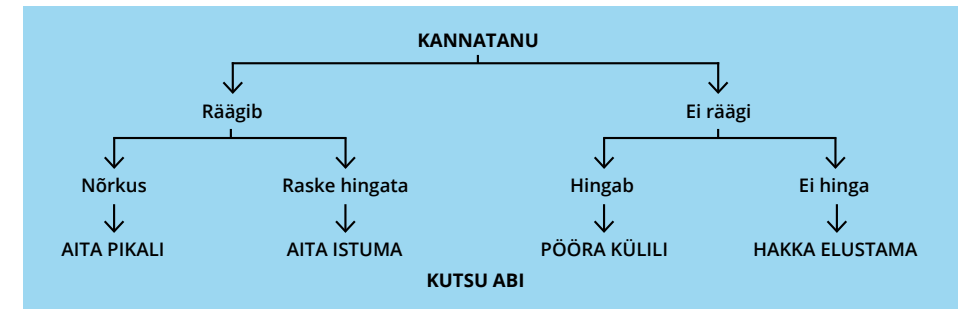 KANNATANU
Räägib
Ei räägi
Nõrkus
Raske hingata
Hingab
Ei hinga
AITA PIKALI
AITA ISTUMA
PÖÖRA KÜLILI
HAKKA ELUSTAMA
KUTSU ABI